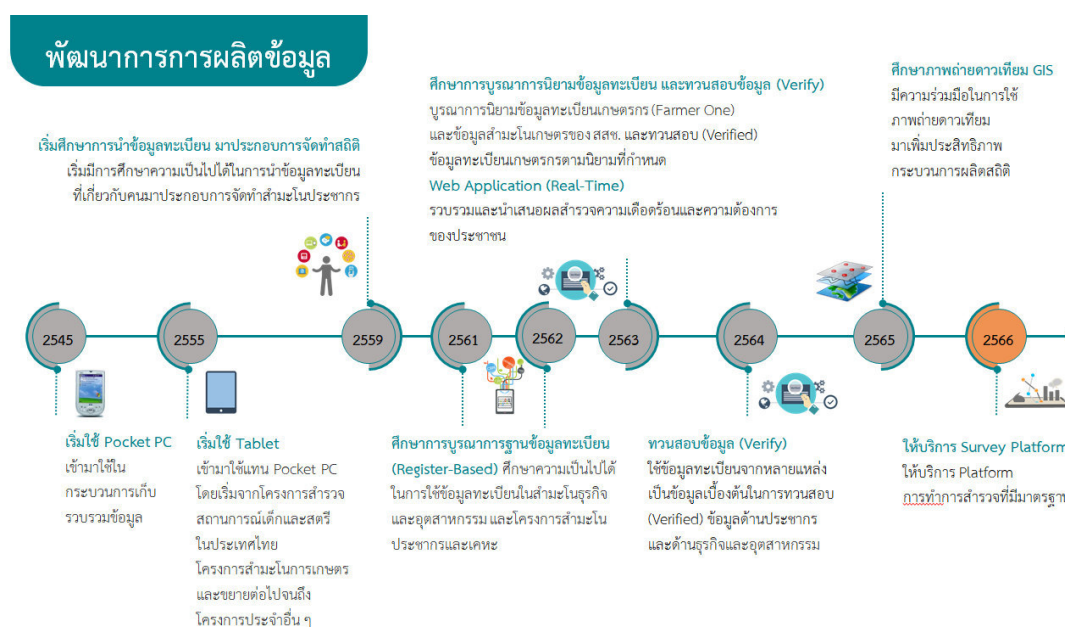 พัฒนาการการผลิตข้อมูล
เริ่มศึกษาการนำข้อมูลทะเบียน มาประกอบการจัดทำสถิติ
เริ่มมีการศึกษาความเป็นไปได้ในการนำข้อมูลทะเบียน
ที่เกี่ยวกับคนมาประกอบการจัดทำสำมะโนประชากร
ศึกษาการบูรณาการนิยามข้อมูลทะเบียน และทวนสอบข้อมูล (Verify)
บูรณาการนิยามข้อมูลทะเบียนเกษตรกร (Farmer One)
และข้อมูลสำมะโนเกษตรของ สสช. และทวนสอบ (Verified)
ข้อมูลทะเบียนเกษตรกรตามนิยามที่กำหนด
Web Application (Real-Time)
รวบรวมและนำเสนอผลสำรวจความเดือดร้อนและความต้องการ
ของประชาชน
ศึกษาภาพถ่ายดาวเทียม GIS
มีความร่วมมือในการใช้
ภาพถ่ายดาวเทียม
มาเพิ่มประสิทธิภาพ
กระบวนการผลิตสถิติ
2545
2555
2559
2561
2562
2563
2564
2565
2566
เริ่มใช้ Pocket PC
เข้ามาใช้ใน
กระบวนการเก็บ
รวบรวมข้อมูล
เริ่มใช้ Tablet
เข้ามาใช้แทน Pocket PC
โดยเริ่มจากโครงการสำรวจ
สถานการณ์เด็กและสตรี
ในประเทศไทย
โครงการสำมะโนการเกษตร
และขยายต่อไปจนถึง
โครงการประจำอื่น ๆ
ศึกษาการบูรณาการฐานข้อมูลทะเบียน
(Register-Based) ศึกษาความเป็นไปได้
ในการใช้ข้อมูลทะเบียนในสำมะโนธุรกิจ
และอุตสาหกรรม และโครงการสำมะโน
ประชากรและเคหะ
ทวนสอบข้อมูล (Verify)
ใช้ข้อมูลทะเบียนจากหลายแหล่ง
เป็นข้อมูลเบื้องต้นในการทวนสอบ
(Verified) ข้อมูลด้านประชากร
และด้านธุรกิจและอุตสาหกรรม
ให้บริการ Survey Platform
ให้บริการ Platform
การทำการสำรวจที่มีมาตรฐาน